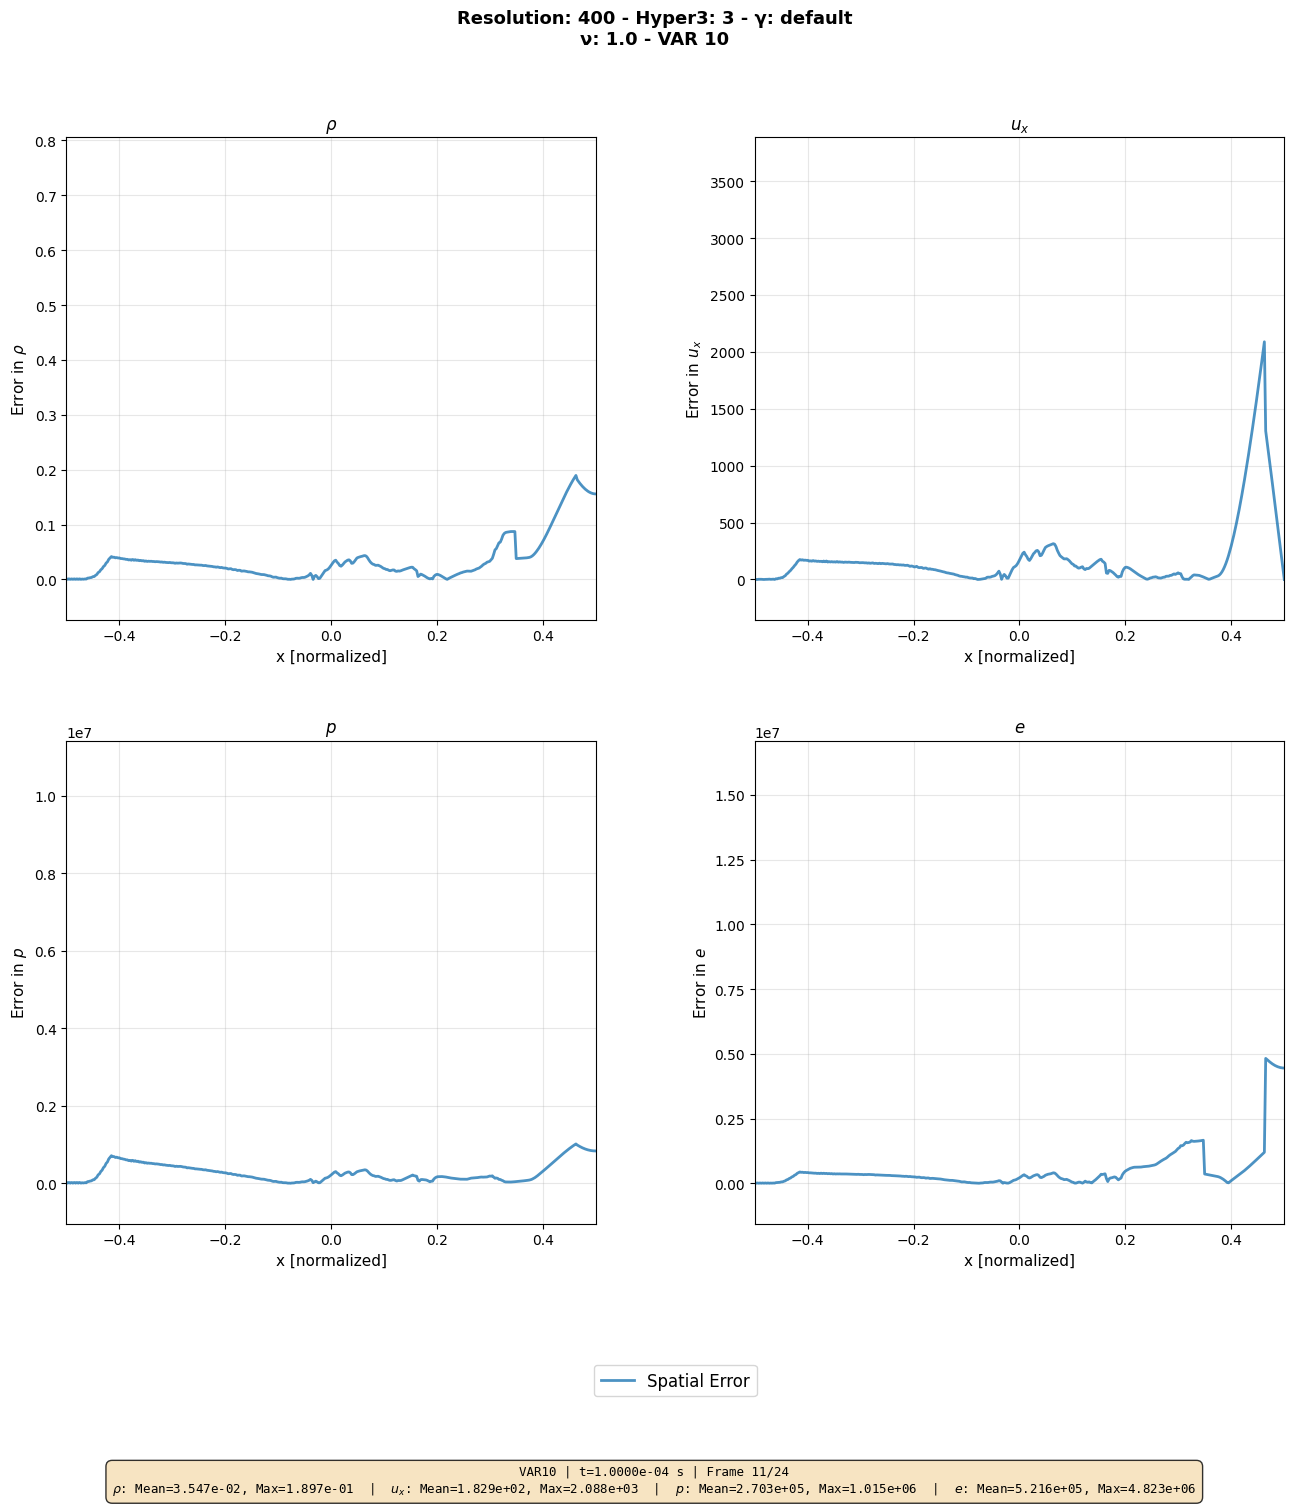 Resolution: 400 - Hyper3: 3 - γ: default
ν: 1.0 - VAR 10
ρ
Error in ρ
0.8
0.7
0.6
0.5
0.4
0.3
0.2
0.1
0.0
−0.4 −0.2 0.0 0.2 0.4
x [normalized]
u_x
Error in u_x
3500
3000
2500
2000
1500
1000
500
0
−0.4 −0.2 0.0 0.2 0.4
x [normalized]
p
1e7
Error in p
1.0
0.8
0.6
0.4
0.2
0.0
−0.4 −0.2 0.0 0.2 0.4
x [normalized]
e
1e7
Error in e
1.50
1.25
1.00
0.75
0.50
0.25
0.00
−0.4 −0.2 0.0 0.2 0.4
x [normalized]
Spatial Error
VAR10 | t=1.0000e-04 s | Frame 11/24
ρ: Mean=3.547e-02, Max=1.897e-01 | u_x: Mean=1.829e+02, Max=2.088e+03 | p: Mean=2.703e+05, Max=1.015e+06 | e: Mean=5.216e+05, Max=4.823e+06